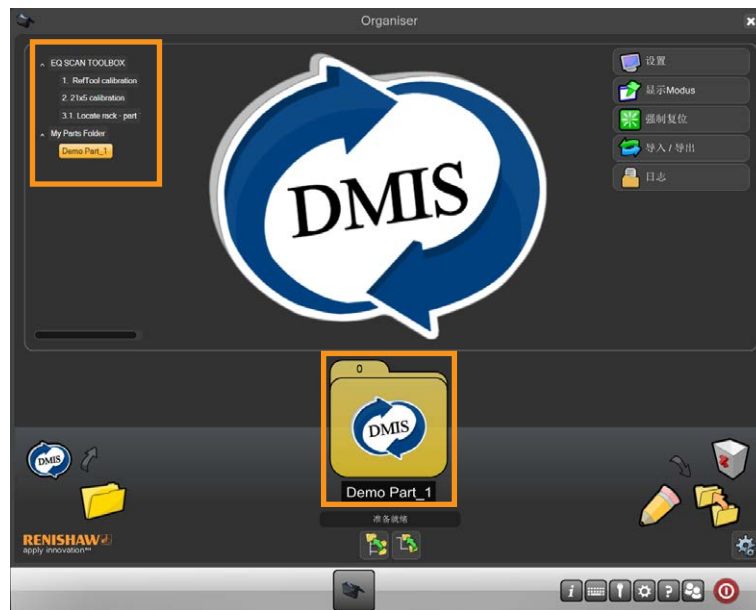 Organiser
EQ SCAN TOOLBOX
1. RefTool calibration
2. 21x5 calibration
3.1. Locate rack - part
My Parts Folder
Demo Part_1
DMIS
设置
显示Modus
强制复位
导入 / 导出
日志
0
DMIS
Demo Part_1
准备就绪
DMIS
RENISHAW
apply innovation™